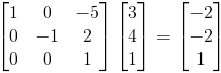 [1 0 -5] [3] [-2]
[0 -1 2] [4] = [-2]
[0 0 1] [1] [1]